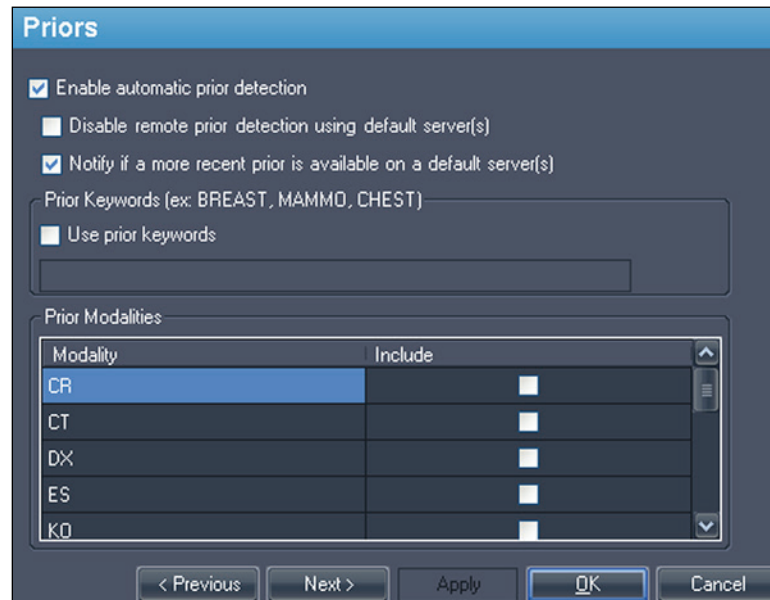 Priors
Enable automatic prior detection
Disable remote prior detection using default server(s)
Notify if a more recent prior is available on a default server(s)
Prior Keywords (ex: BREAST, MAMMO, CHEST)
Use prior keywords
Prior Modalities
Modality Include
CR
CT
DX
ES
KO
< Previous Next > Apply OK Cancel